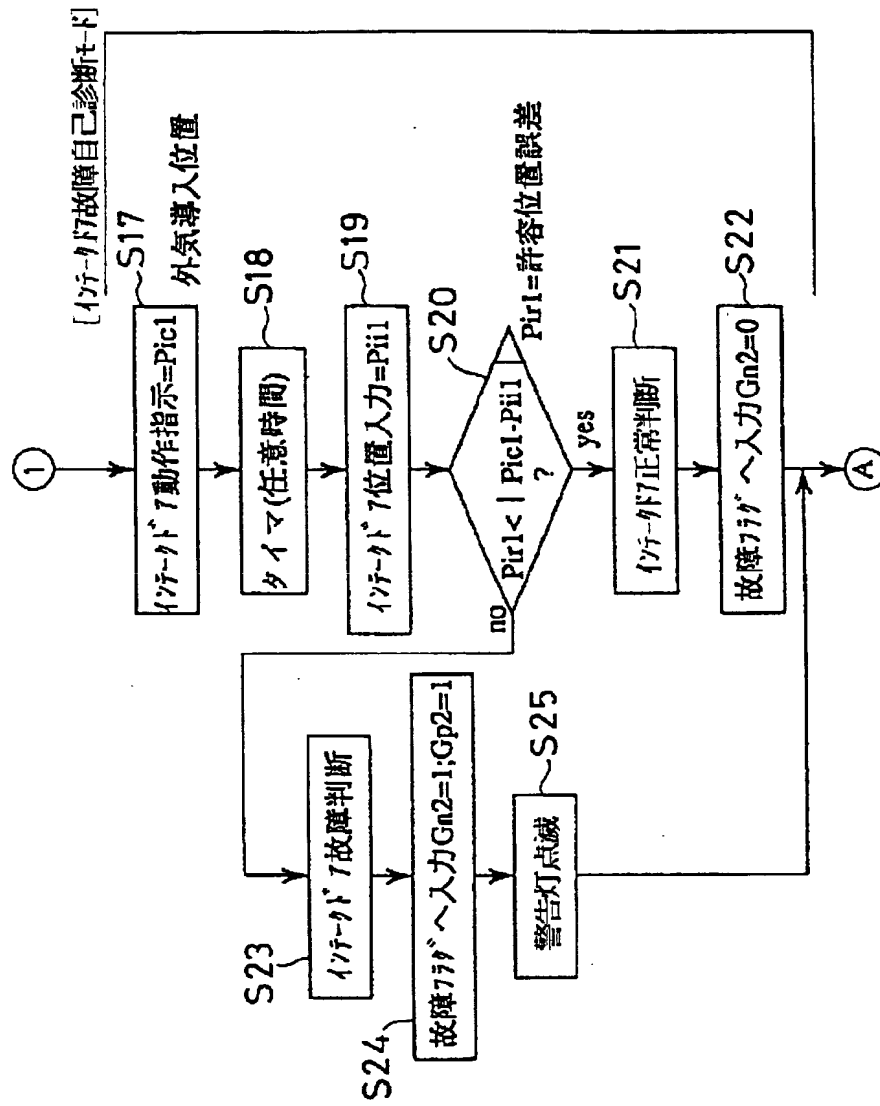 [インテークドア故障自己診断モード]
1
S17
インテークドア動作指示=Pic1
外気導入位置
S18
タイマ(任意時間)
S19
インテークドア位置入力=Pii1
S20
Pir1<|Pic1-Pii1
?
Pir1=許容位置誤差
no
yes
S21
インテークドア正常判断
S22
故障フラグへ入力Gn2=0
A
S23
インテークドア故障判断
S24
故障フラグへ入力Gn2=1;Gp2=1
S25
警告灯点滅